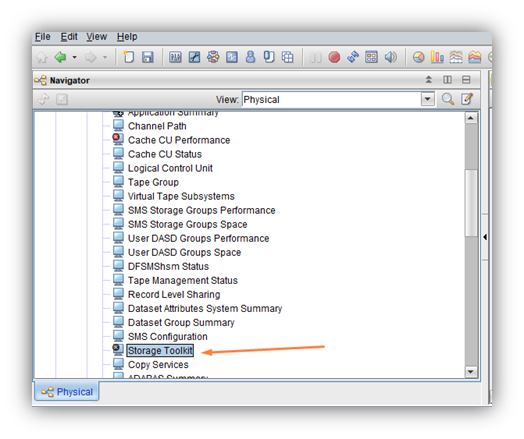 File Edit View Help
Navigator
View: Physical
Application Summary
Channel Path
Cache CU Performance
Cache CU Status
Logical Control Unit
Tape Group
Virtual Tape Subsystems
SMS Storage Groups Performance
SMS Storage Groups Space
User DASD Groups Performance
User DASD Groups Space
DFSMShsm Status
Tape Management Status
Record Level Sharing
Dataset Attributes System Summary
Dataset Group Summary
SMS Configuration
Storage Toolkit
Copy Services
ADABAS Summary
Physical